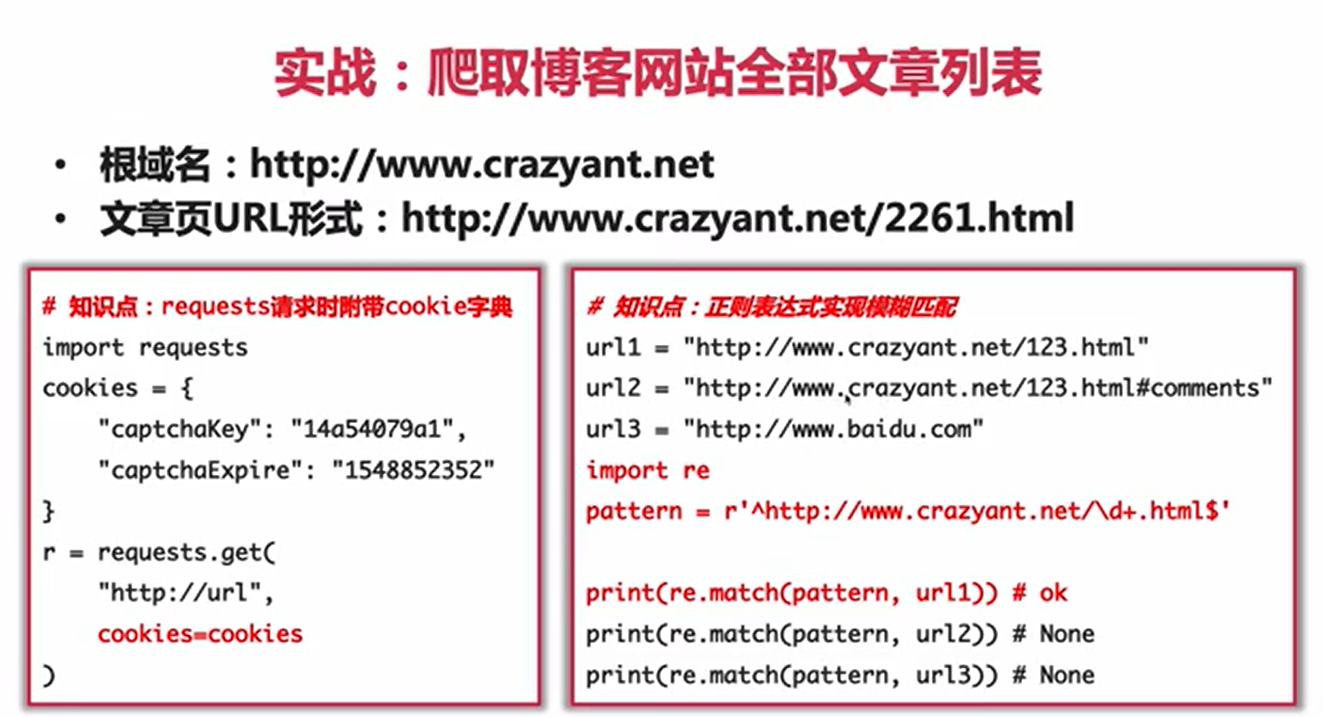 实战：爬取博客网站全部文章列表
• 根域名：http://www.crazyant.net
• 文章页URL形式：http://www.crazyant.net/2261.html
# 知识点：requests请求时附带cookie字典
import requests
cookies = {
    "captchaKey": "14a54079a1",
    "captchaExpire": "1548852352"
}
r = requests.get(
    "http://url",
    cookies=cookies
)
# 知识点：正则表达式实现模糊匹配
url1 = "http://www.crazyant.net/123.html"
url2 = "http://www.crazyant.net/123.html#comments"
url3 = "http://www.baidu.com"
import re
pattern = r'^http://www.crazyant.net/\d+.html$'
print(re.match(pattern, url1)) # ok
print(re.match(pattern, url2)) # None
print(re.match(pattern, url3)) # None